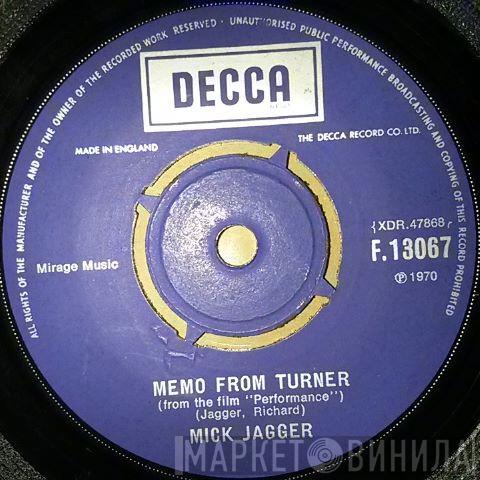 ALL RIGHTS OF THE MANUFACTURER AND OF THE OWNER OF THE RECORDED WORK RESERVED · UNAUTHORISED PUBLIC PERFORMANCE BROADCASTING AND COPYING OF THIS RECORD PROHIBITED
DECCA
MADE IN ENGLAND
THE DECCA RECORD CO. LTD.
{XDR.47868}
F.13067
Mirage Music
℗ 1970
MEMO FROM TURNER
(from the film "Performance")
(Jagger, Richard)
MICK JAGGER
МАРКЕТ ВИНИЛА